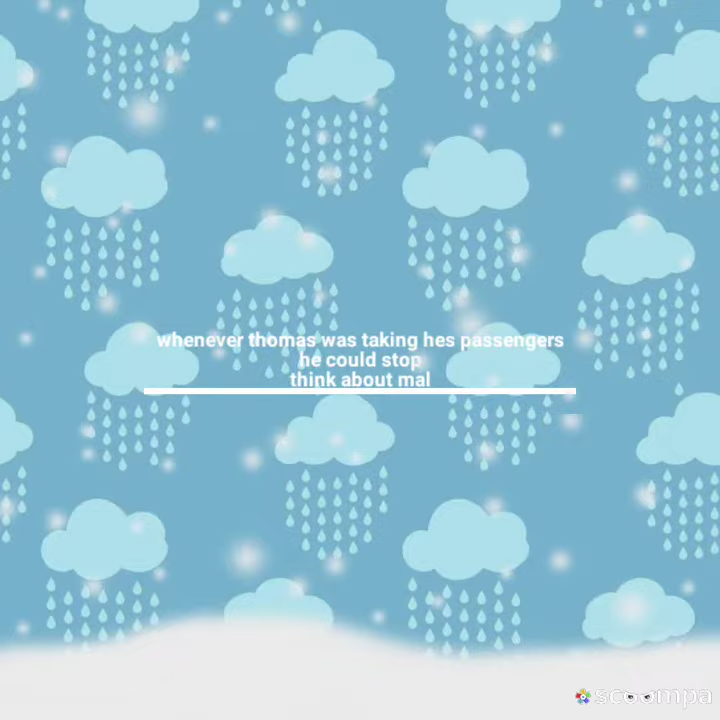 whenever thomas was taking hes passengers
he could stop
think about mal
scoompa